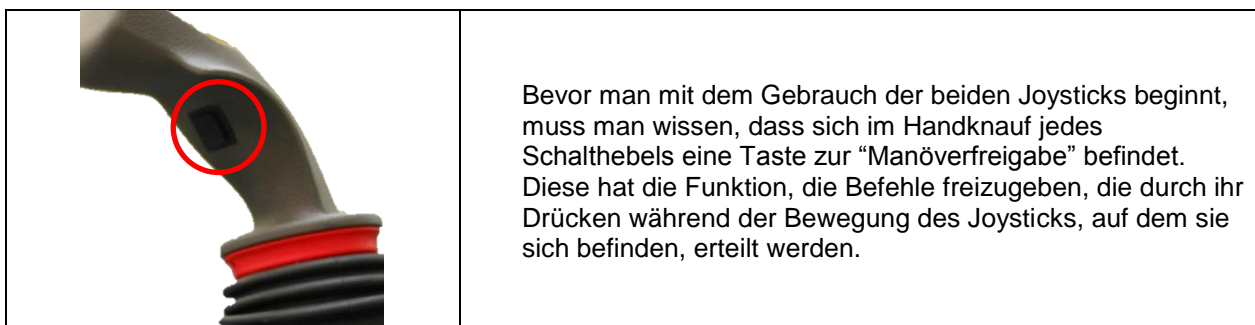 Bevor man mit dem Gebrauch der beiden Joysticks beginnt,
muss man wissen, dass sich im Handknauf jedes
Schalthebels eine Taste zur “Manöverfreigabe” befindet.
Diese hat die Funktion, die Befehle freizugeben, die durch ihr
Drücken während der Bewegung des Joysticks, auf dem sie
sich befinden, erteilt werden.